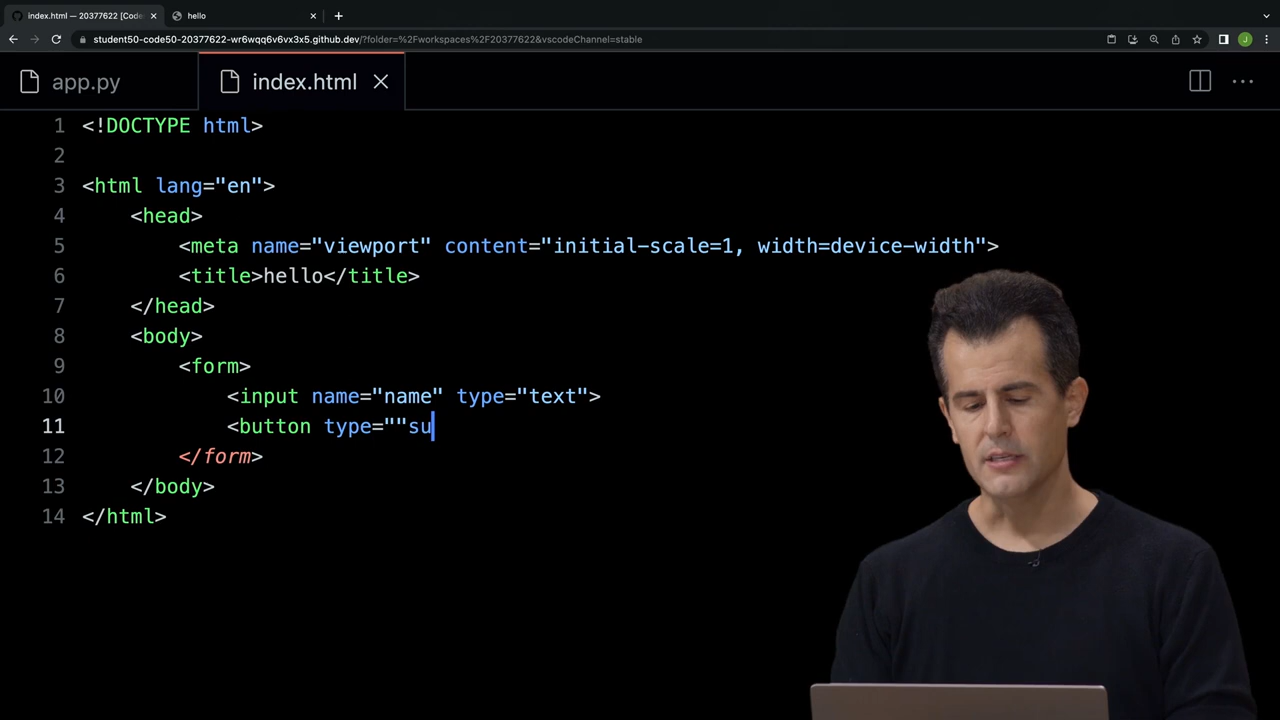 index.html — 20377622 [Code
hello
student50-code50-20377622-wr6wqq6v6vx3x5.github.dev/?folder=%2Fworkspaces%2F20377622&vscodeChannel=stable
J
app.py
index.html
1 <!DOCTYPE html>
2
3 <html lang="en">
4 <head>
5 <meta name="viewport" content="initial-scale=1, width=device-width">
6 <title>hello</title>
7 </head>
8 <body>
9 <form>
10 <input name="name" type="text">
11 <button type=""su
12 </form>
13 </body>
14 </html>